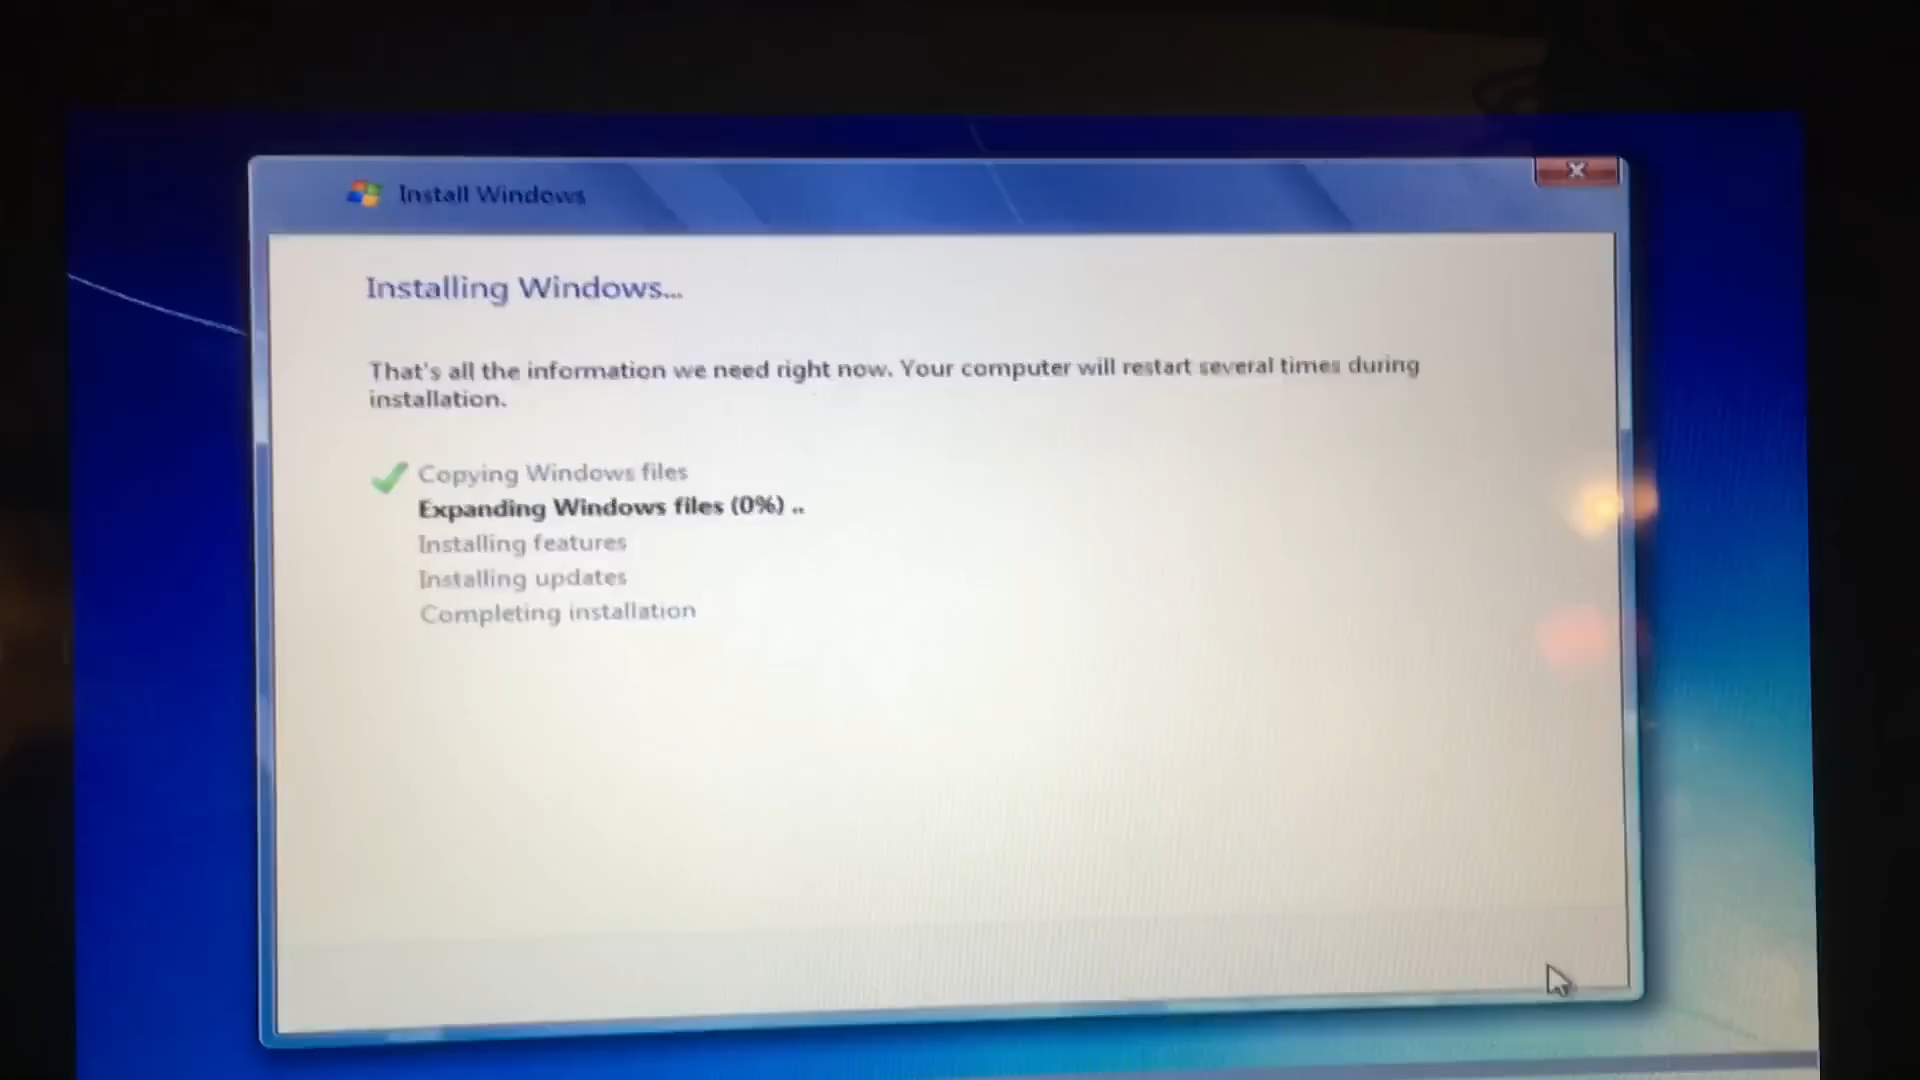 Install Windows
Installing Windows...
That's all the information we need right now. Your computer will restart several times during
installation.
Copying Windows files
Expanding Windows files (0%) ..
Installing features
Installing updates
Completing installation